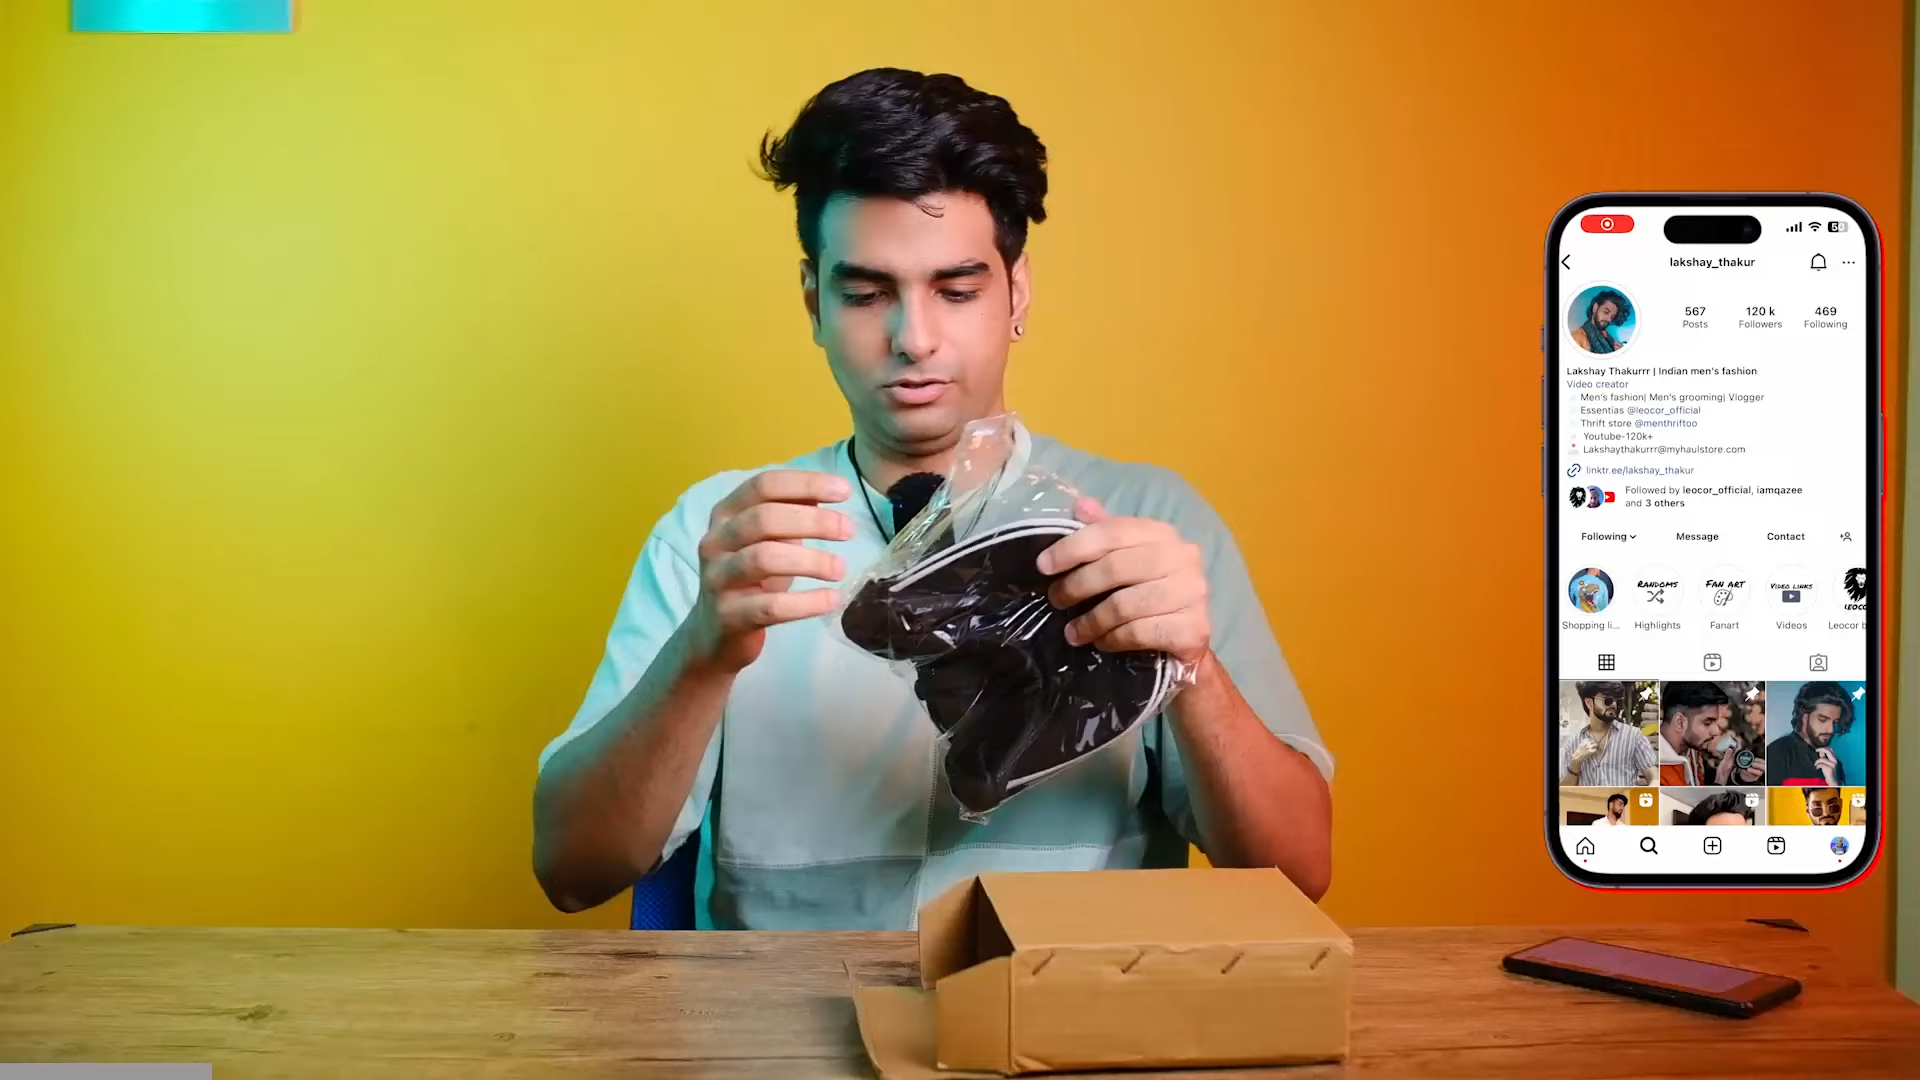 lakshay_thakur
567
120 k
469
Posts
Followers
Following
Lakshay Thakurrr | Indian men's fashion
Video creator
Men's fashion| Men's grooming| Vlogger
Essentias @leocor_official
Thrift store @menthriftoo
Youtube-120k+
Lakshaythakurrr@myhaulstore.com
linktr.ee/lakshay_thakur
Followed by leocor_official, iamqazee
and 3 others
Following
Message
Contact
RANDOMS
FAN ART
VIDEO LINKS
LEOC
Shopping li...
Highlights
Fanart
Videos
Leocor b